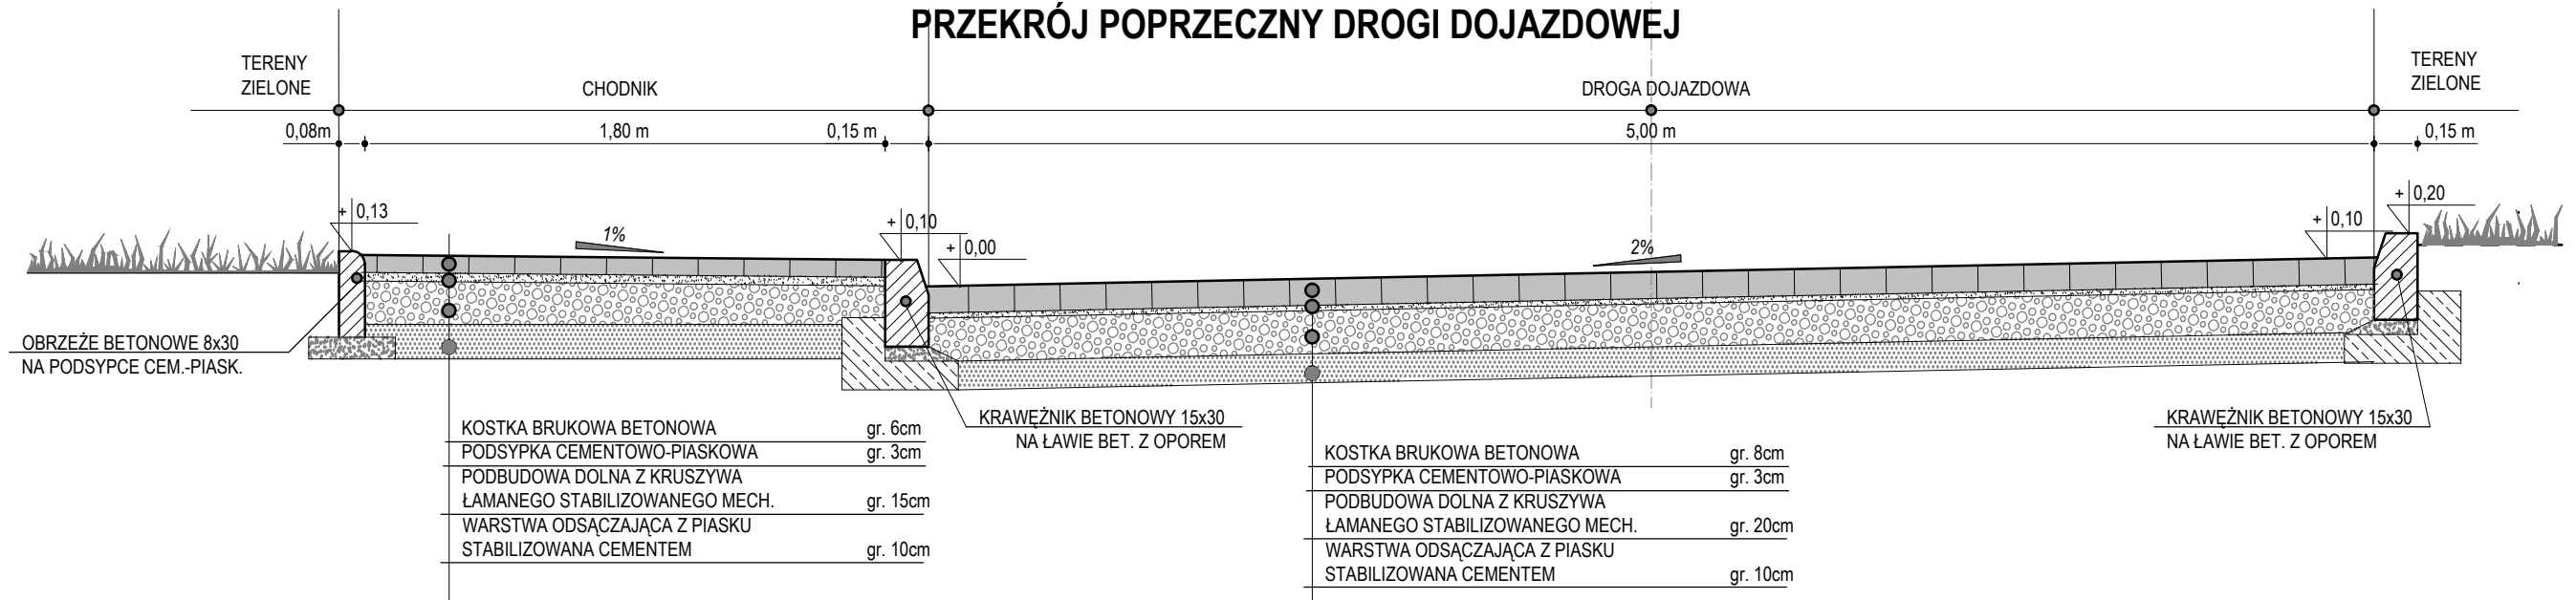 PRZEKRÓJ POPRZECZNY DROGI DOJAZDOWEJ
TERENY
ZIELONE
CHODNIK
DROGA DOJAZDOWA
TERENY
ZIELONE
0,08m
1,80 m
0,15 m
5,00 m
0,15 m
+ 0,13
+ 0,10
+ 0,00
+ 0,10
+ 0,20
1%
2%
OBRZEŻE BETONOWE 8x30
NA PODSYPCE CEM.-PIASK.
KOSTKA BRUKOWA BETONOWA gr. 6cm
PODSYPKA CEMENTOWO-PIASKOWA gr. 3cm
PODBUDOWA DOLNA Z KRUSZYWA
ŁAMANEGO STABILIZOWANEGO MECH. gr. 15cm
WARSTWA ODSĄCZAJĄCA Z PIASKU
STABILIZOWANA CEMENTEM gr. 10cm
KRAWĘŻNIK BETONOWY 15x30
NA ŁAWIE BET. Z OPOREM
KOSTKA BRUKOWA BETONOWA gr. 8cm
PODSYPKA CEMENTOWO-PIASKOWA gr. 3cm
PODBUDOWA DOLNA Z KRUSZYWA
ŁAMANEGO STABILIZOWANEGO MECH. gr. 20cm
WARSTWA ODSĄCZAJĄCA Z PIASKU
STABILIZOWANA CEMENTEM gr. 10cm
KRAWĘŻNIK BETONOWY 15x30
NA ŁAWIE BET. Z OPOREM